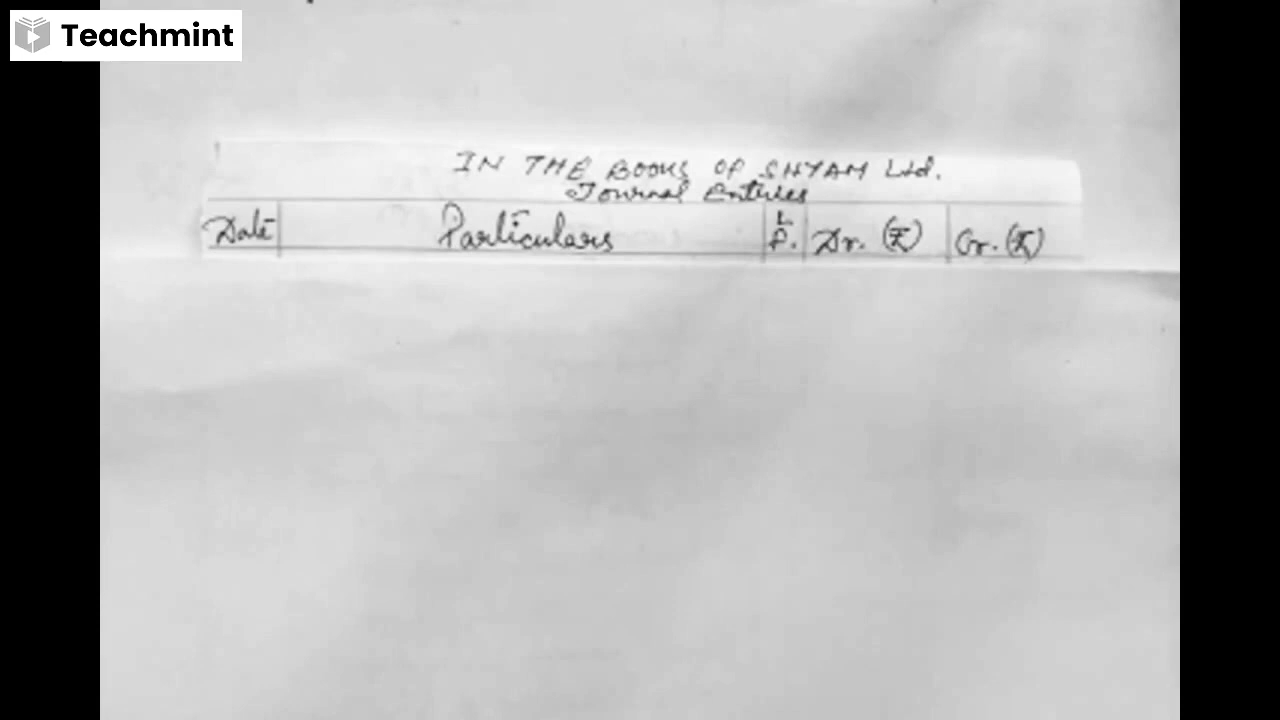 Teachmint
IN THE BOOKS OF SHYAM Ltd.
Journal Entries
Date Particulars L.F. Dr. (₹) Cr. (₹)